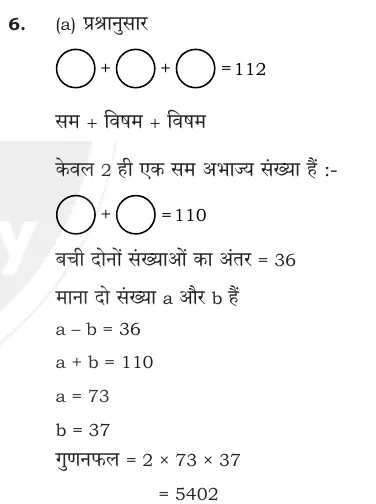 6. (a) प्रश्नानुसार
+ + = 112
सम + विषम + विषम
केवल 2 ही एक सम अभाज्य संख्या हैं :-
+ = 110
बची दोनों संख्याओं का अंतर = 36
माना दो संख्या a और b हैं
a – b = 36
a + b = 110
a = 73
b = 37
गुणनफल = 2 × 73 × 37
= 5402